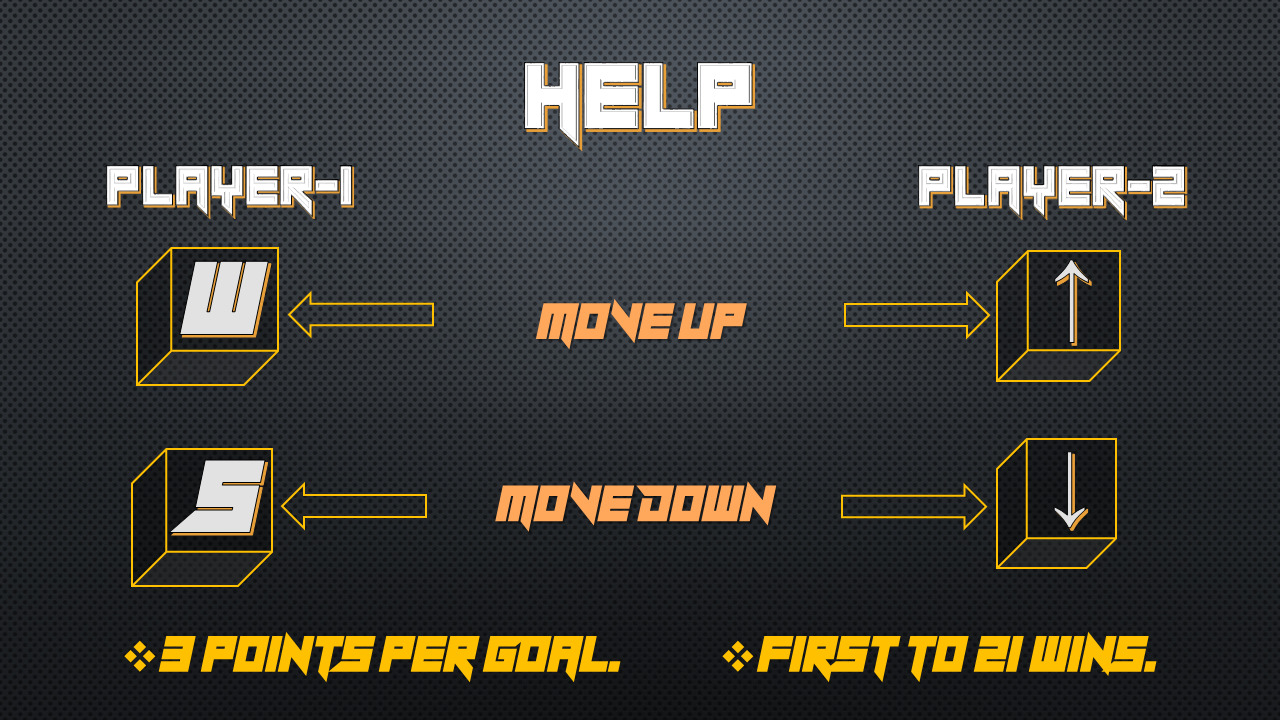 HELP
PLAYER-1
PLAYER-2
W
MOVE UP
↑
S
MOVE DOWN
↓
❖3 POINTS PER GOAL.
❖FIRST TO 21 WINS.